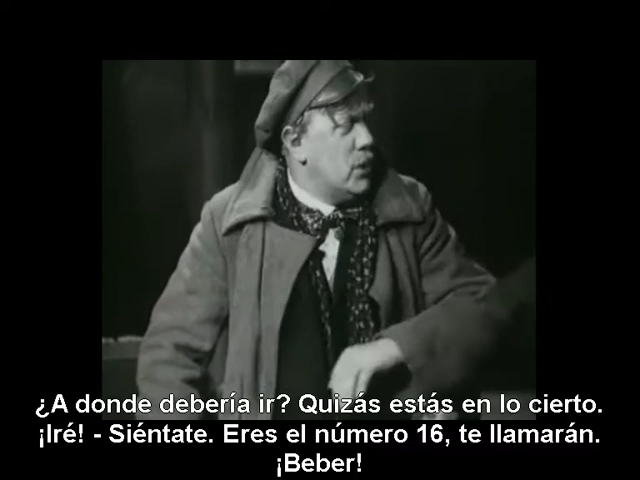 ¿A donde debería ir? Quizás estás en lo cierto.
¡Iré! - Siéntate. Eres el número 16, te llamarán.
¡Beber!